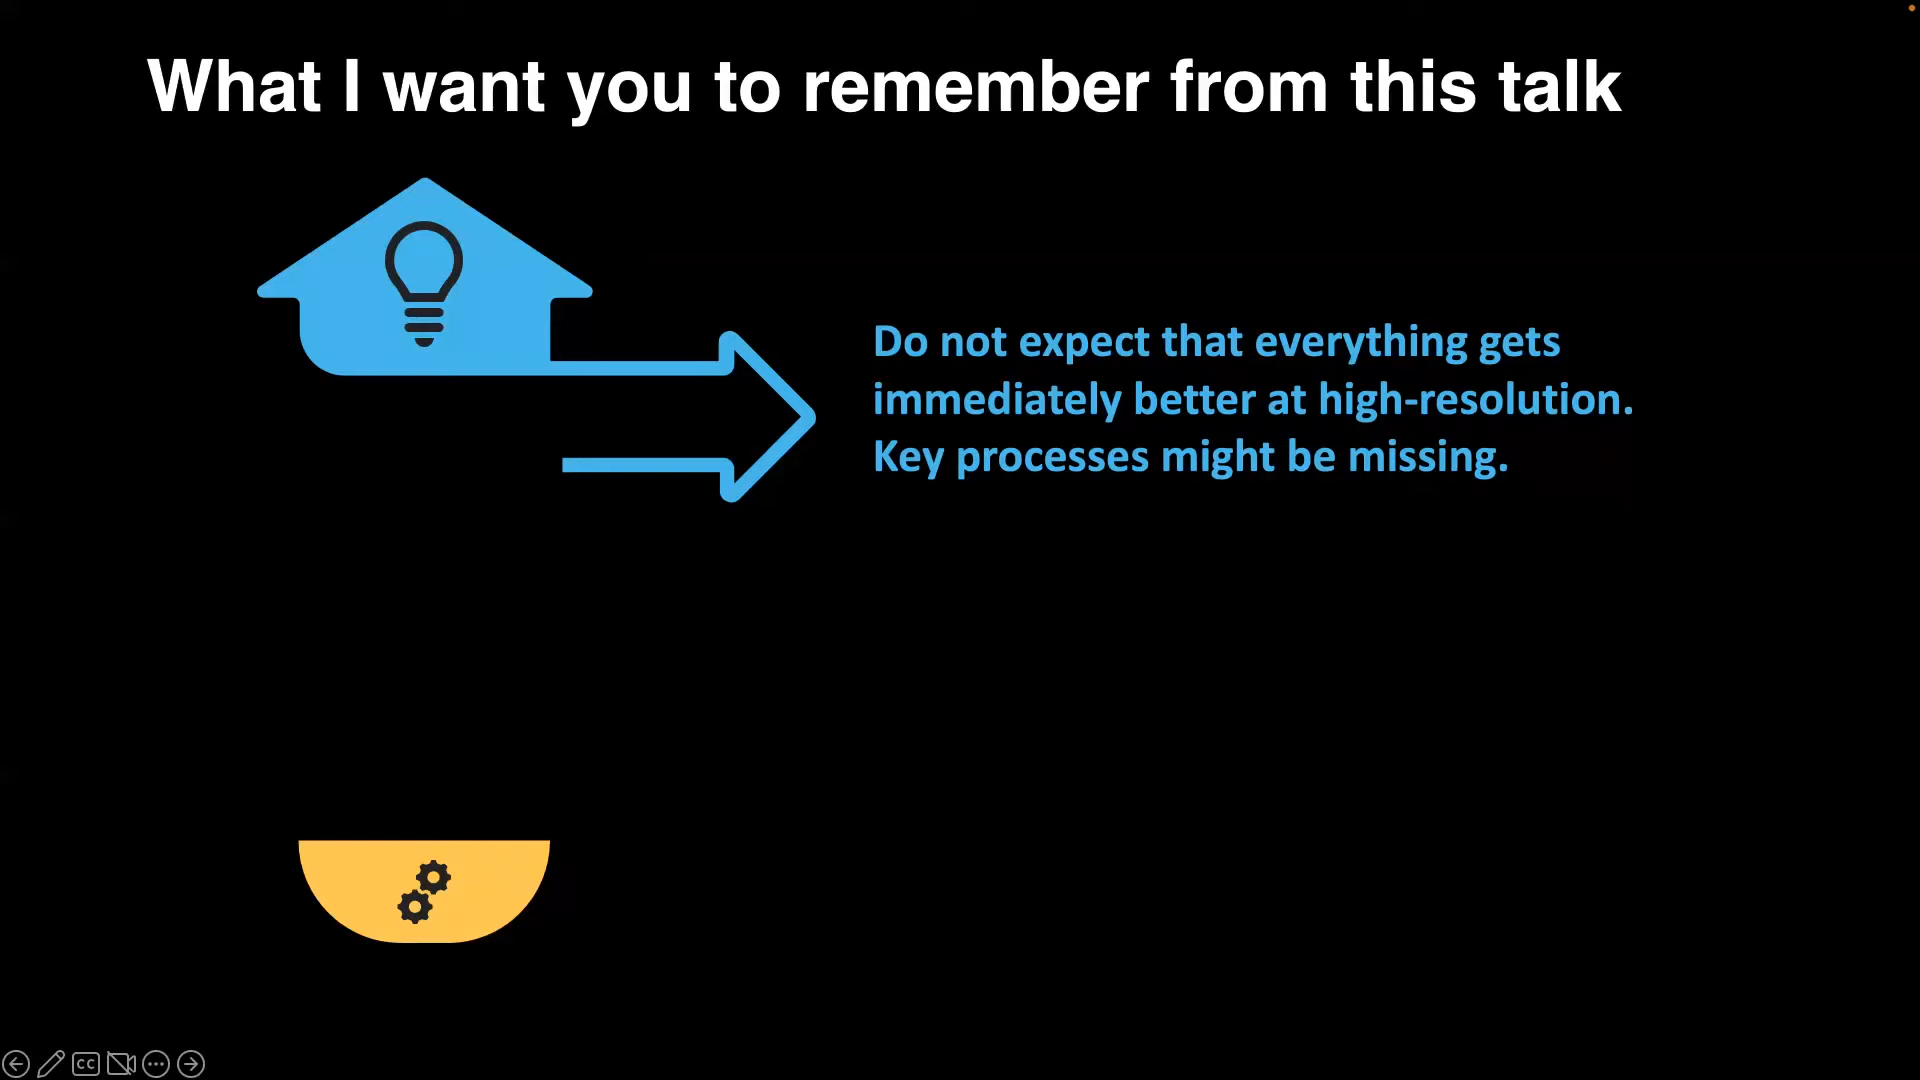 What I want you to remember from this talk
Do not expect that everything gets
immediately better at high-resolution.
Key processes might be missing.
CC